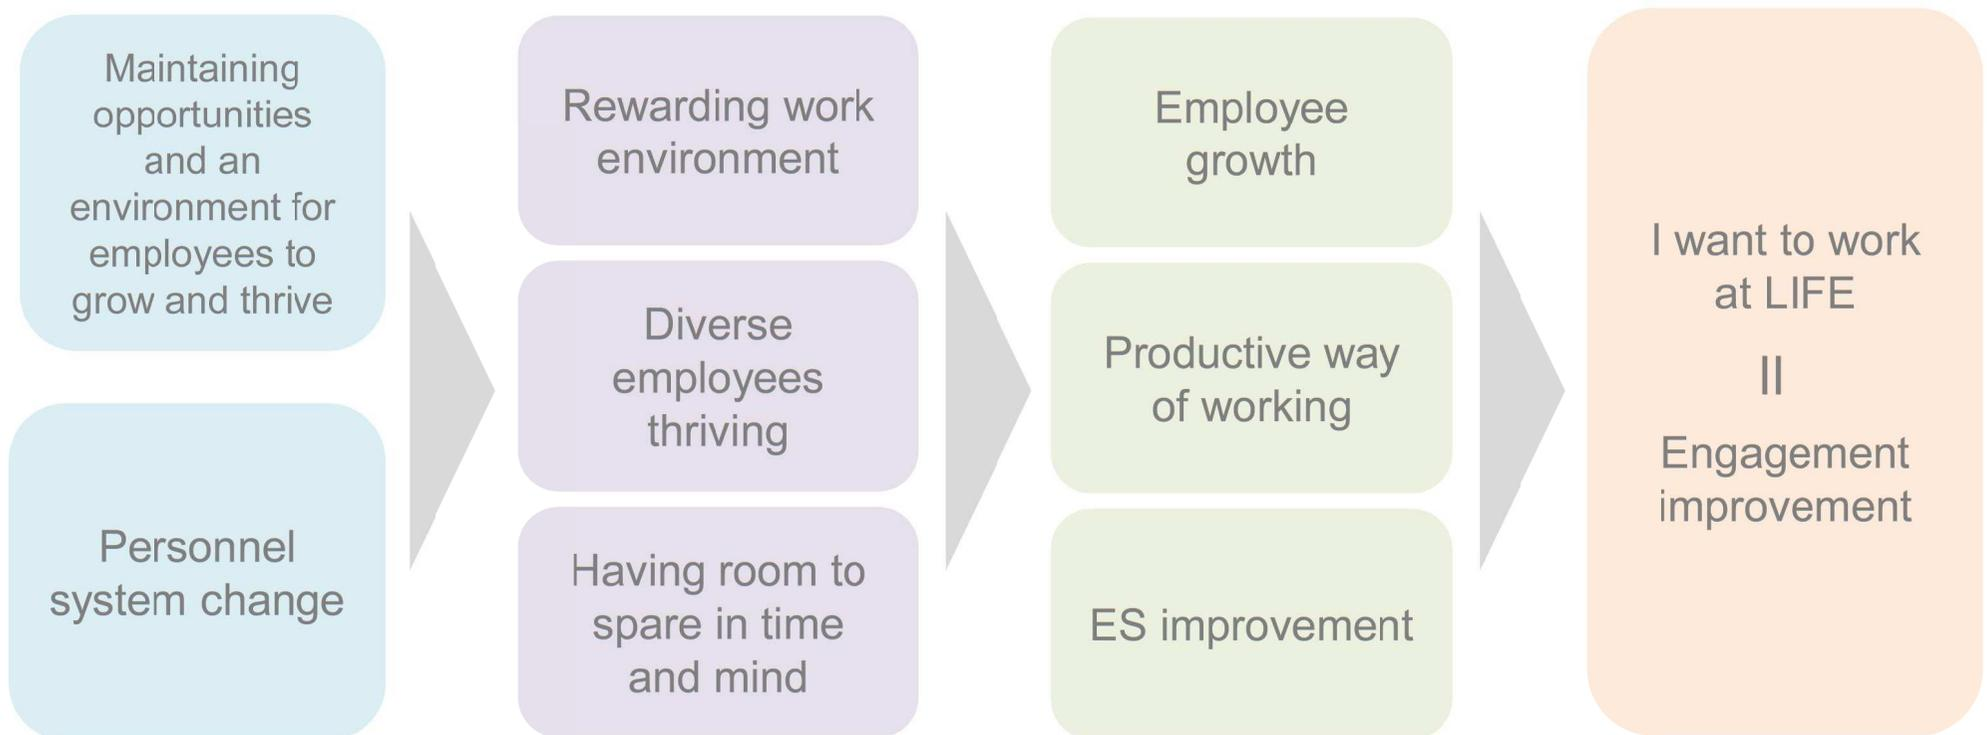 Maintaining
opportunities
and an
environment for
employees to
grow and thrive
Personnel
system change
Rewarding work
environment
Diverse
employees
thriving
Having room to
spare in time
and mind
Employee
growth
Productive way
of working
ES improvement
I want to work
at LIFE
||
Engagement
improvement